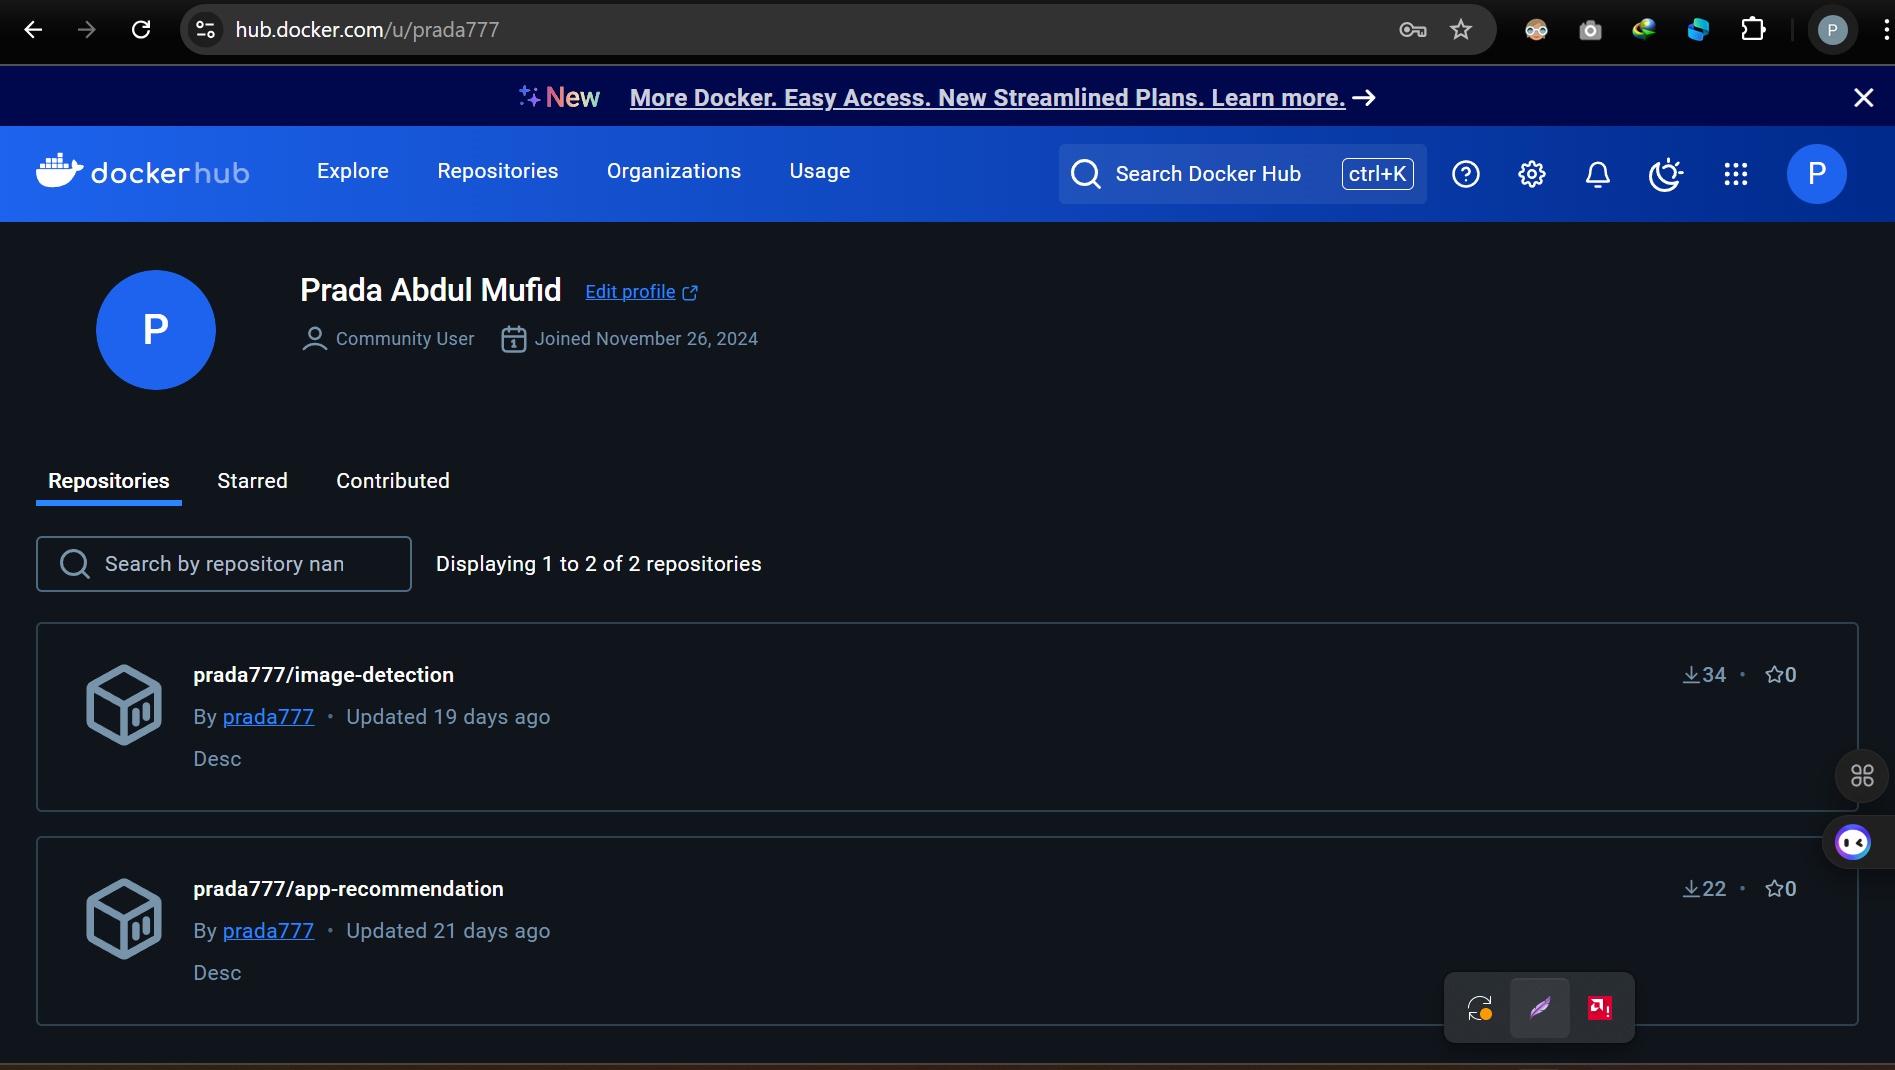 hub.docker.com/u/prada777
P
New More Docker. Easy Access. New Streamlined Plans. Learn more.
dockerhub Explore Repositories Organizations Usage Search Docker Hub ctrl+K P
P
Prada Abdul Mufid Edit profile
Community User 1 Joined November 26, 2024
Repositories Starred Contributed
Search by repository nan Displaying 1 to 2 of 2 repositories
prada777/image-detection 34 • 0
By prada777 • Updated 19 days ago
Desc
prada777/app-recommendation 22 • 0
By prada777 • Updated 21 days ago
Desc